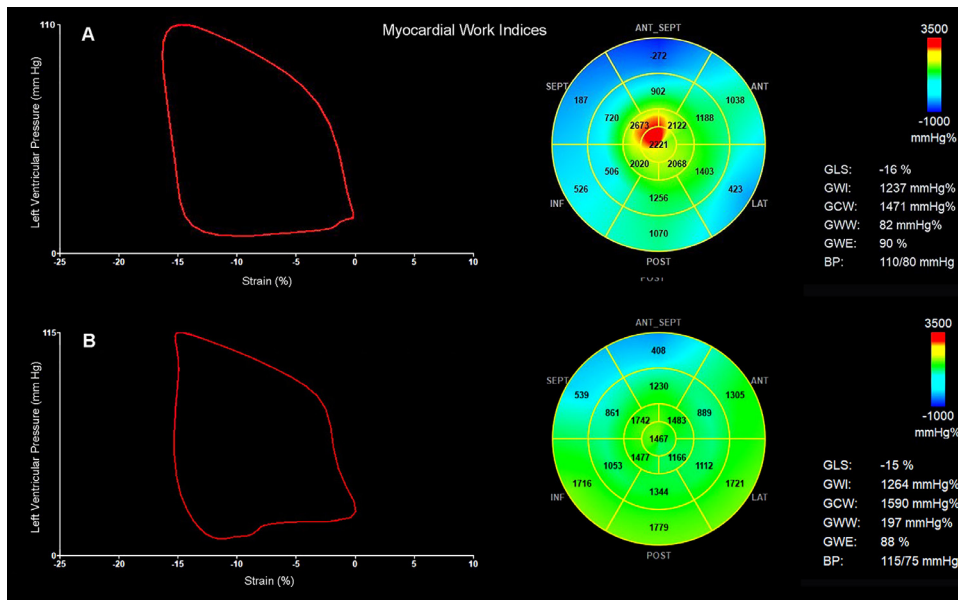 110
A
Myocardial Work Indices
Left Ventricular Pressure (mm Hg)
0
-25 -20 -15 -10 -5 0 5 10
Strain (%)
ANT_SEPT
SEPT
ANT
-272
187
1038
902
720
1188
2673
2122
2221
2020
2068
506
1403
526
423
1256
1070
INF
LAT
POST
POST
3500
-1000
mmHg%
GLS: -16 %
GWI: 1237 mmHg%
GCW: 1471 mmHg%
GWW: 82 mmHg%
GWE: 90 %
BP: 110/80 mmHg
115
B
Left Ventricular Pressure (mm Hg)
0
-25 -20 -15 -10 -5 0 5 10
Strain (%)
ANT_SEPT
SEPT
ANT
408
539
1305
1230
861
889
1742
1483
1467
1477
1166
1053
1112
1716
1721
1344
1779
INF
LAT
POST
3500
-1000
mmHg%
GLS: -15 %
GWI: 1264 mmHg%
GCW: 1590 mmHg%
GWW: 197 mmHg%
GWE: 88 %
BP: 115/75 mmHg